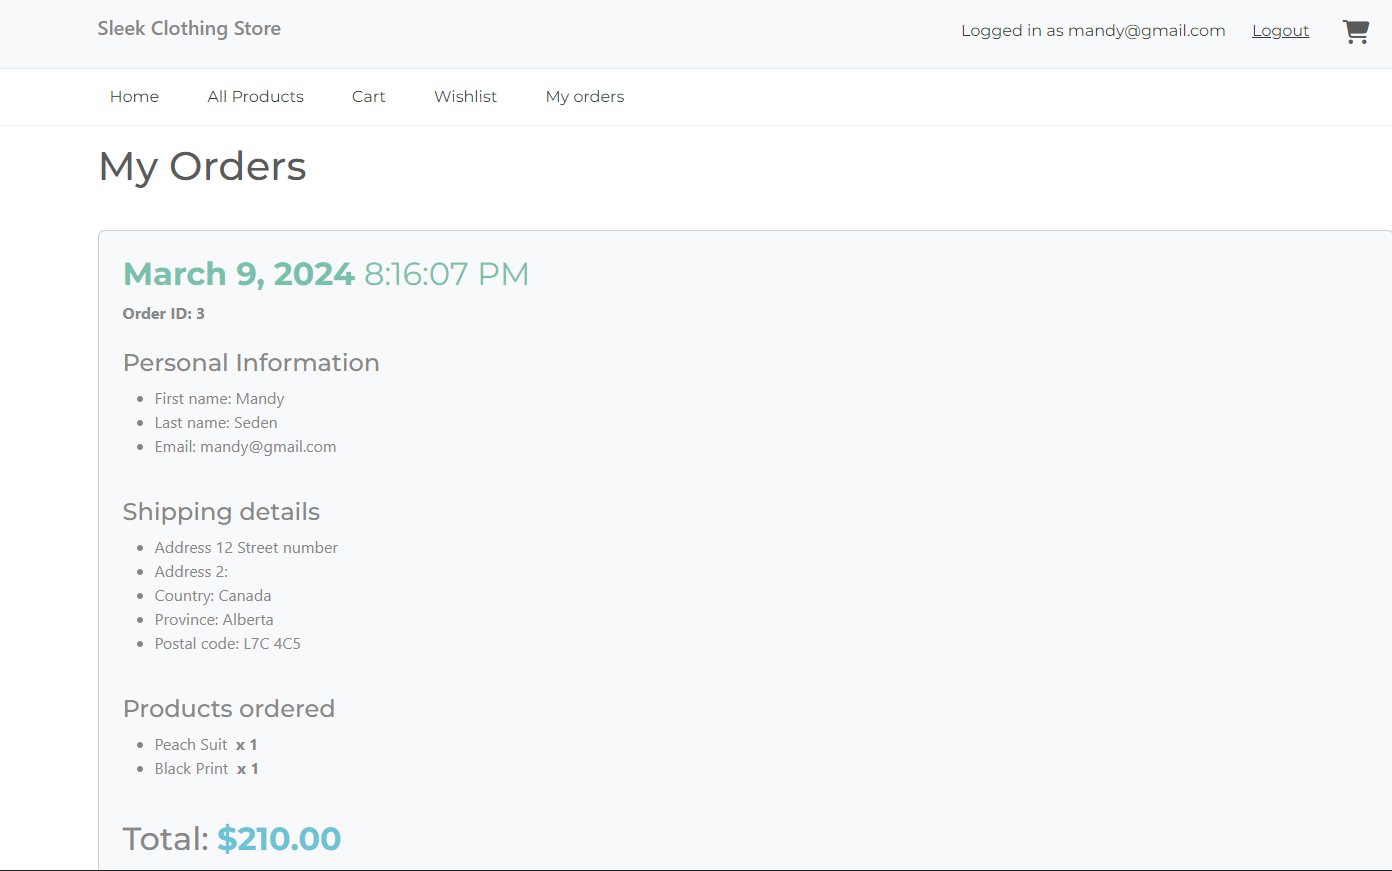 Sleek Clothing Store
Logged in as mandy@gmail.com Logout
Home All Products Cart Wishlist My orders
My Orders
March 9, 2024 8:16:07 PM
Order ID: 3
Personal Information
First name: Mandy
Last name: Seden
Email: mandy@gmail.com
Shipping details
Address 12 Street number
Address 2:
Country: Canada
Province: Alberta
Postal code: L7C 4C5
Products ordered
Peach Suit x 1
Black Print x 1
Total: $210.00